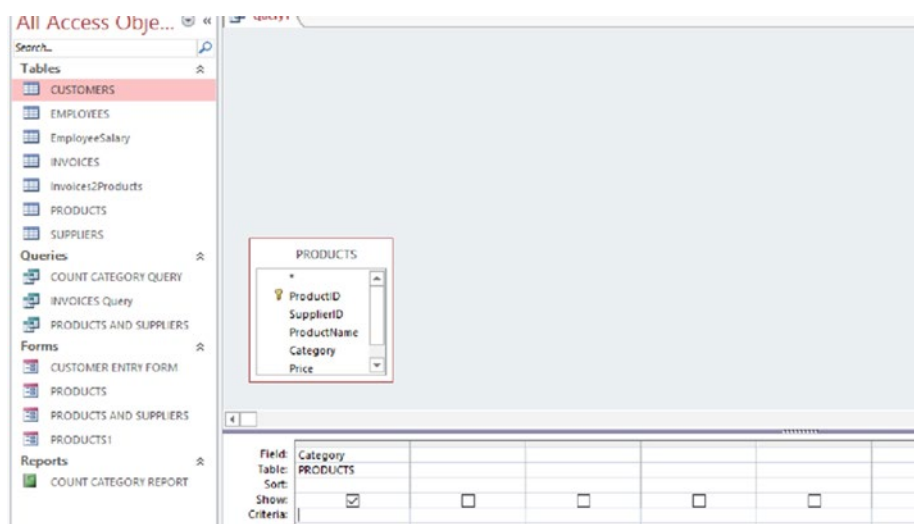 All Access Obje... «
Search...
Tables
CUSTOMERS
EMPLOYEES
EmployeeSalary
INVOICES
Invoices2Products
PRODUCTS
SUPPLIERS
Queries
COUNT CATEGORY QUERY
INVOICES Query
PRODUCTS AND SUPPLIERS
Forms
CUSTOMER ENTRY FORM
PRODUCTS
PRODUCTS AND SUPPLIERS
PRODUCTS1
Reports
COUNT CATEGORY REPORT
Query1
PRODUCTS
*
ProductID
SupplierID
ProductName
Category
Price
Field: Category
Table: PRODUCTS
Sort:
Show:
Criteria: